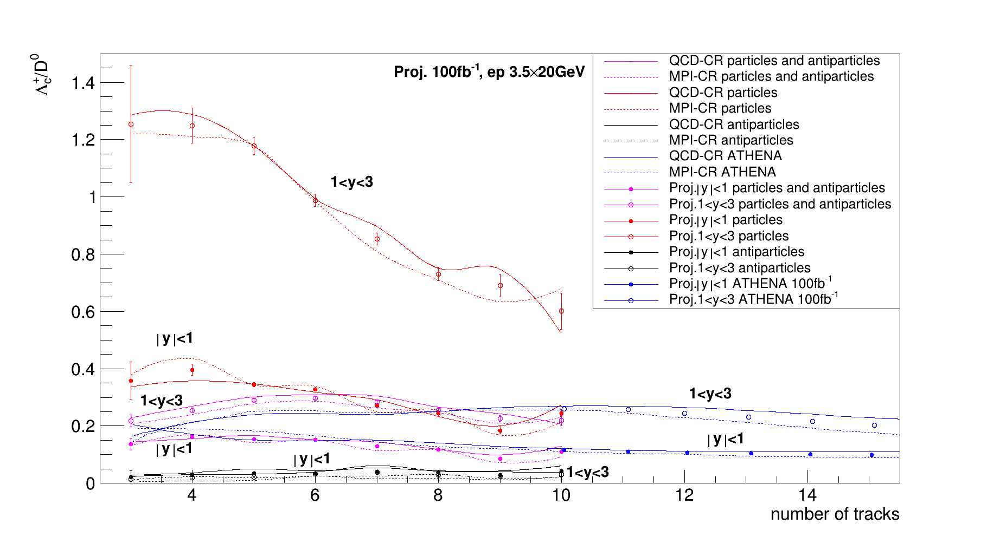 Λc+/D0
Proj. 100fb-1, ep 3.5×20GeV
QCD-CR particles and antiparticles
MPI-CR particles and antiparticles
QCD-CR particles
MPI-CR particles
QCD-CR antiparticles
MPI-CR antiparticles
QCD-CR ATHENA
MPI-CR ATHENA
Proj.|y|<1 particles and antiparticles
Proj.1<y<3 particles and antiparticles
Proj.|y|<1 particles
Proj.1<y<3 particles
Proj.|y|<1 antiparticles
Proj.1<y<3 antiparticles
Proj.|y|<1 ATHENA 100fb-1
Proj.1<y<3 ATHENA 100fb-1
1.4
1.2
1
0.8
0.6
0.4
0.2
0
1<y<3
|y|<1
1<y<3
1<y<3
|y|<1
|y|<1
|y|<1
1<y<3
4 6 8 10 12 14
number of tracks